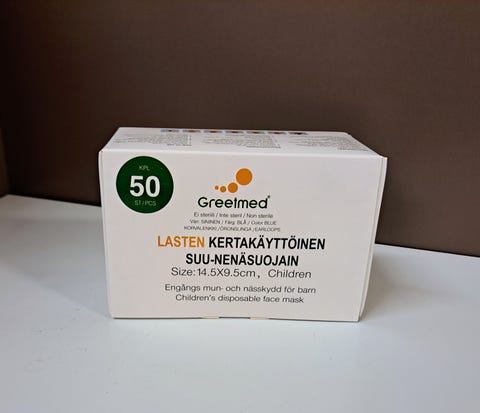 KPL
50
ST/PCS
Greetmed®
Ei steriili / Inte steril / Non sterile
Väri: SININEN / Färg: BLÅ / Color BLUE
KORVALENKKI/ÖRONSLINGA/EARLOOPS
LASTEN KERTAKÄYTTÖINEN
SUU-NENÄSUOJAIN
Size:14.5X9.5cm, Children
Engångs mun- och nässkydd för barn
Children's disposable face mask